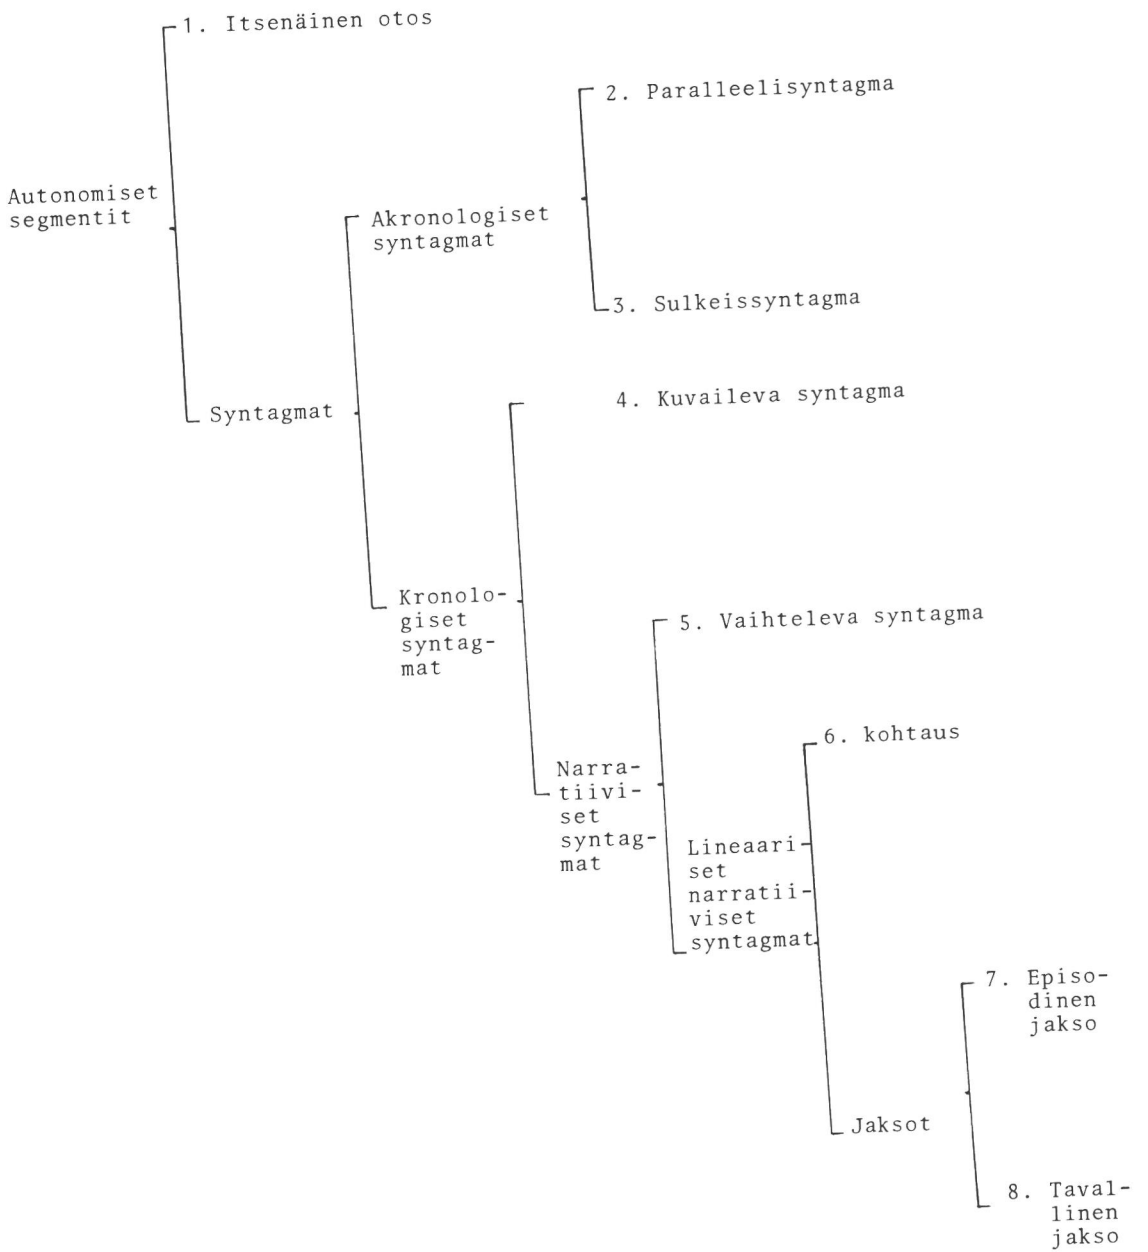 1. Itsenäinen otos
2. Paralleelisyntagma
Autonomiset
segmentit
Akronologiset
syntagmat
3. Sulkeissyntagma
Syntagmat
4. Kuvaileva syntagma
Kronolo-
giset
syntag-
mat
5. Vaihteleva syntagma
6. kohtaus
Narra-
tiivi-
set
syntag-
mat
Lineaari-
set
narratii-
viset
syntagmat
7. Episo-
dinen
jakso
Jaksot
8. Taval-
linen
jakso